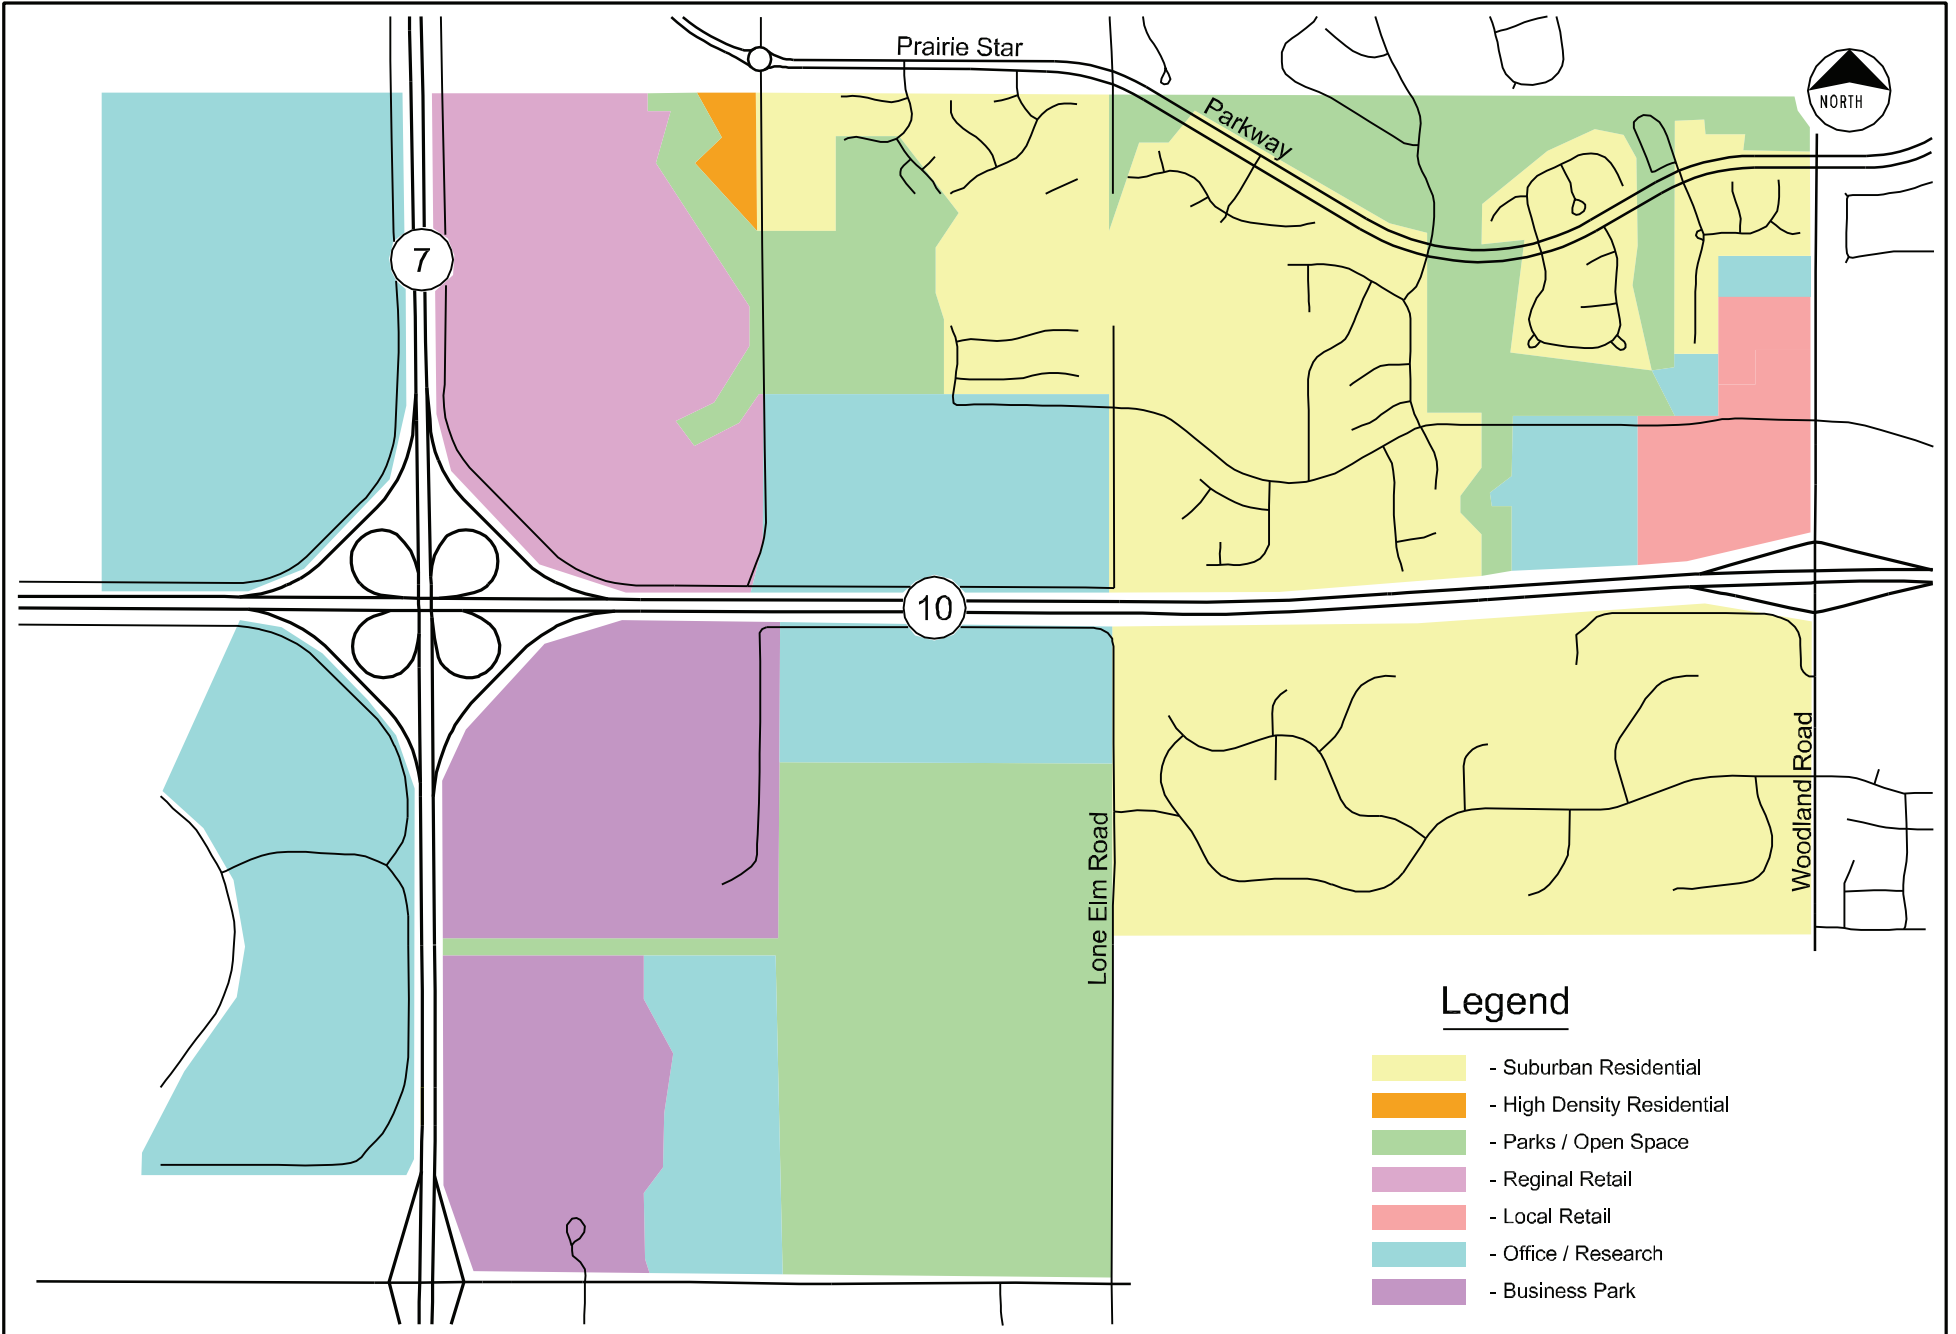 Prairie Star
Parkway
NORTH
7
10
Lone Elm Road
Woodland Road
Legend
- Suburban Residential
- High Density Residential
- Parks / Open Space
- Reginal Retail
- Local Retail
- Office / Research
- Business Park